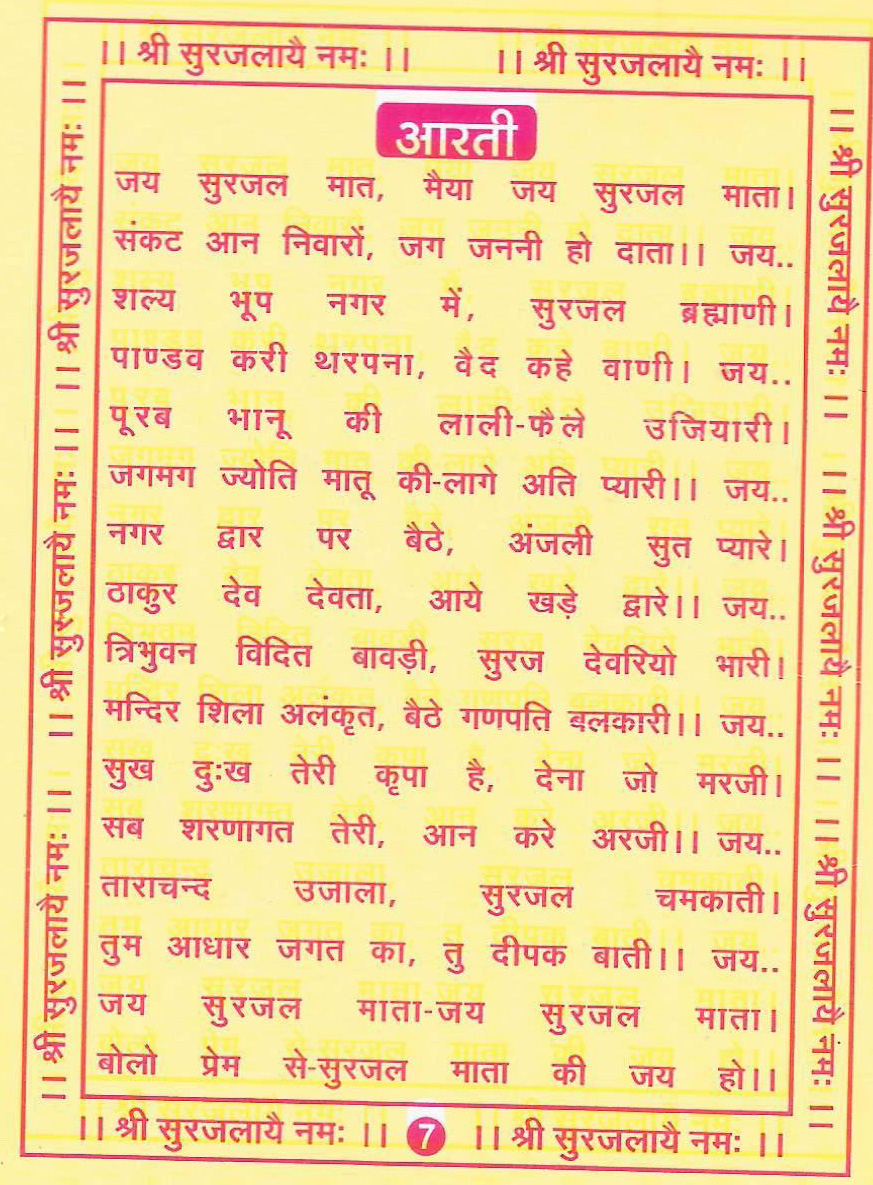 ।। श्री सुरजलायै नमः ।। ।। श्री सुरजलायै नमः ।।
आरती
जय सुरजल मात, मैया जय सुरजल माता।
संकट आन निवारों, जग जननी हो दाता।। जय..
शल्य भूप नगर में, सुरजल ब्रह्माणी।
पाण्डव करी थरपना, वैद कहे वाणी। जय..
पूरब भानू की लाली-फैले उजियारी।
जगमग ज्योति मातू की-लागे अति प्यारी।। जय..
नगर द्वार पर बैठे, अंजली सुत प्यारे।
ठाकुर देव देवता, आये खड़े द्वारे।। जय..
त्रिभुवन विदित बावड़ी, सुरज देवरियो भारी।
मन्दिर शिला अलंकृत, बैठे गणपति बलकारी।। जय..
सुख दुःख तेरी कृपा है, देना जो मरजी।
सब शरणागत तेरी, आन करे अरजी।। जय..
ताराचन्द उजाला, सुरजल चमकाती।
तुम आधार जगत का, तु दीपक बाती।। जय..
जय सुरजल माता-जय सुरजल माता।
बोलो प्रेम से-सुरजल माता की जय हो।।
।। श्री सुरजलायै नमः ।। 7 ।। श्री सुरजलायै नमः ।।
।। श्री सुरजलायै नमः ।। ।। श्री सुरजलायै नमः ।। ।। श्री सुरजलायै नमः ।।
।। श्री सुरजलायै नमः ।। ।। श्री सुरजलायै नमः ।। ।। श्री सुरजलायै नमः ।।